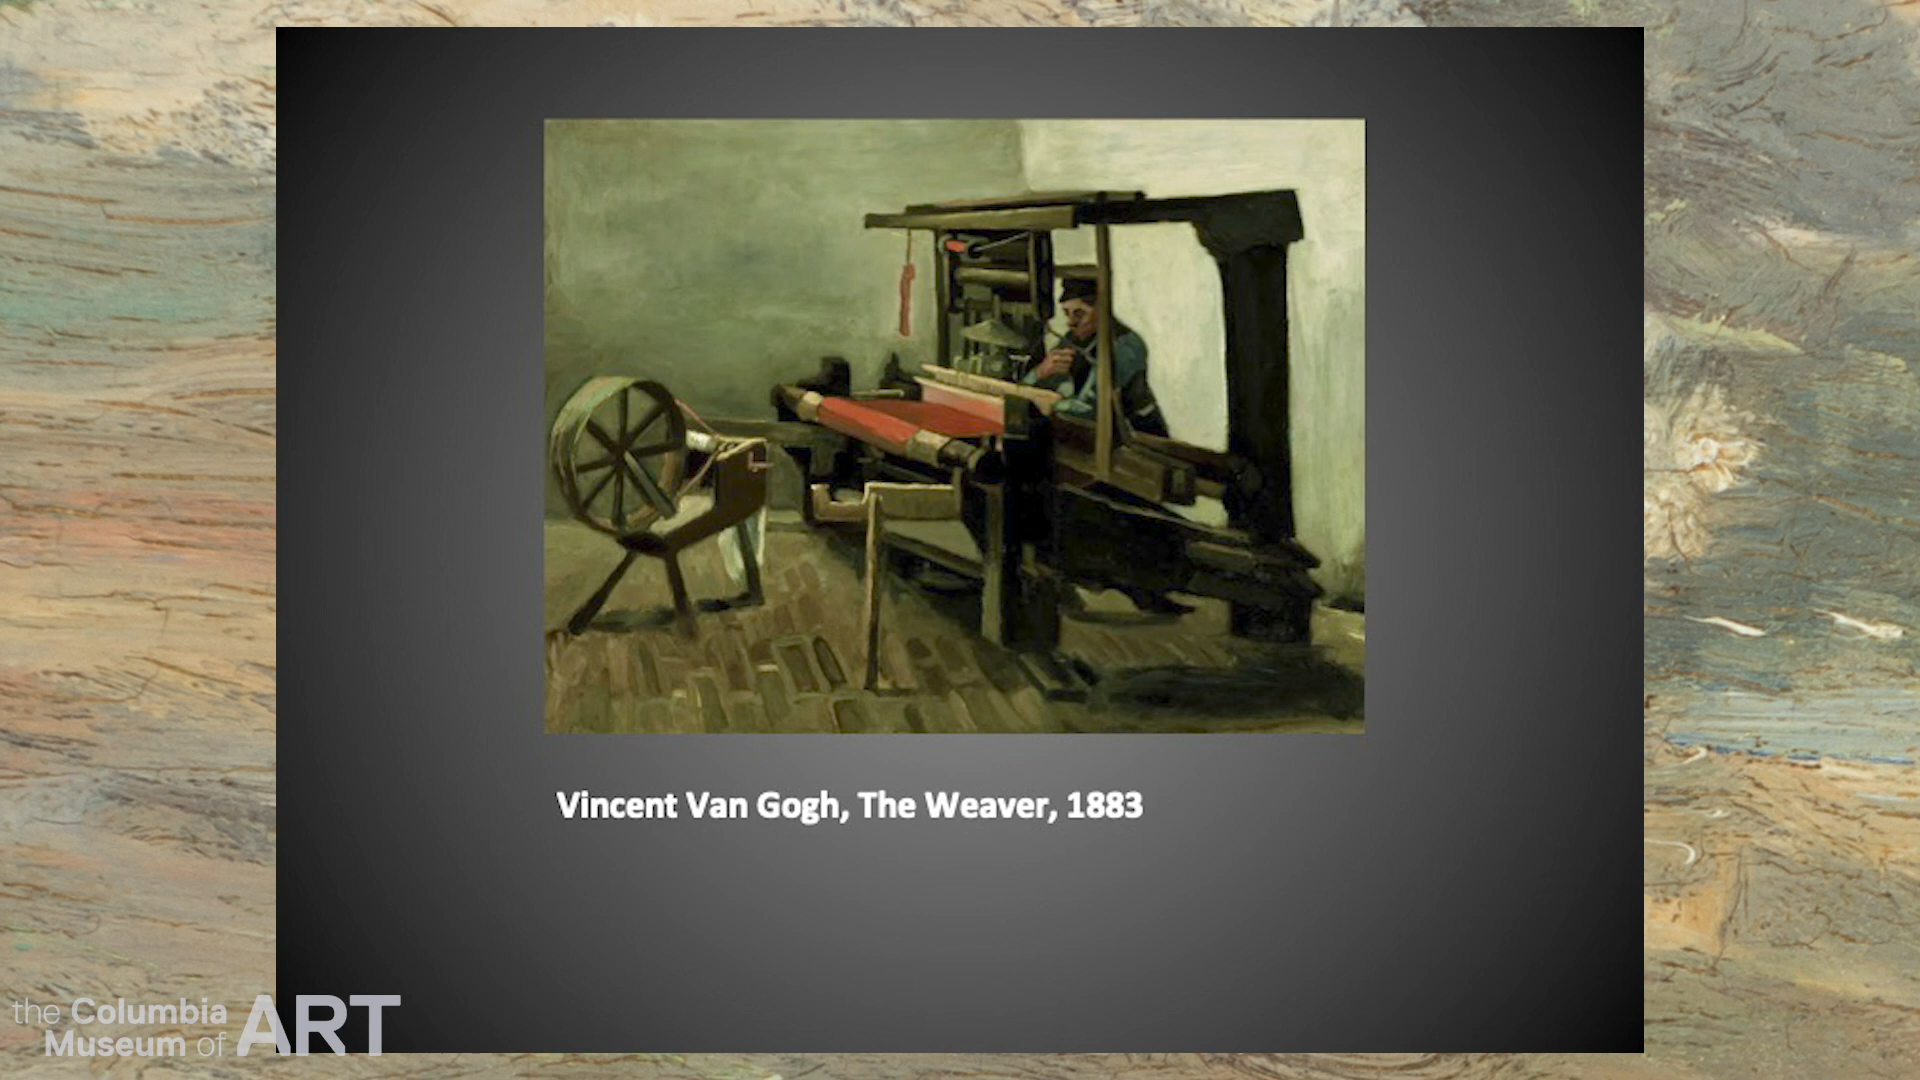 Vincent Van Gogh, The Weaver, 1883
the Columbia
Museum of ART